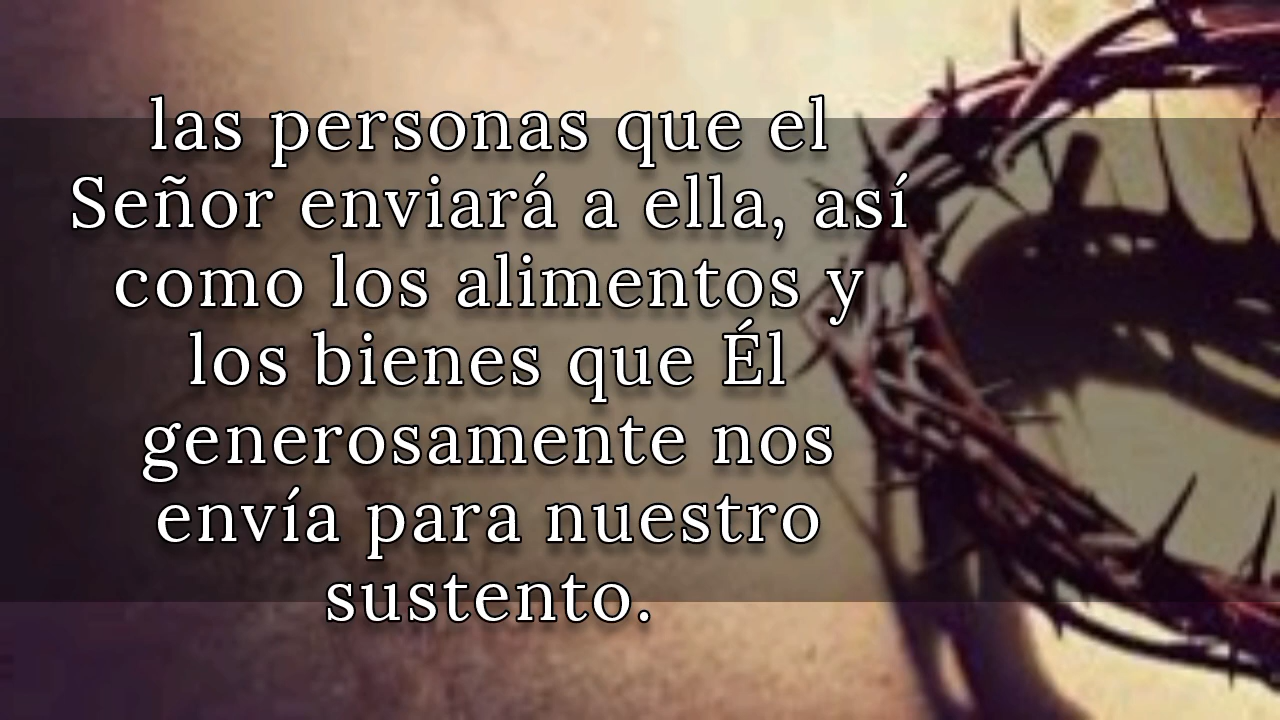 las personas que el
Señor enviará a ella, así
como los alimentos y
los bienes que Él
generosamente nos
envía para nuestro
sustento.